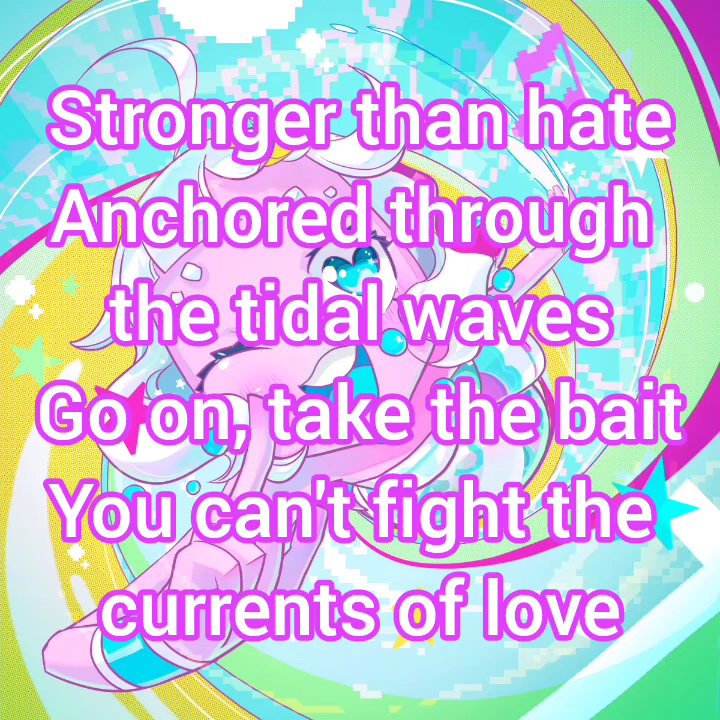 Stronger than hate
Anchored through
the tidal waves
Go on, take the bait
You can't fight the
currents of love